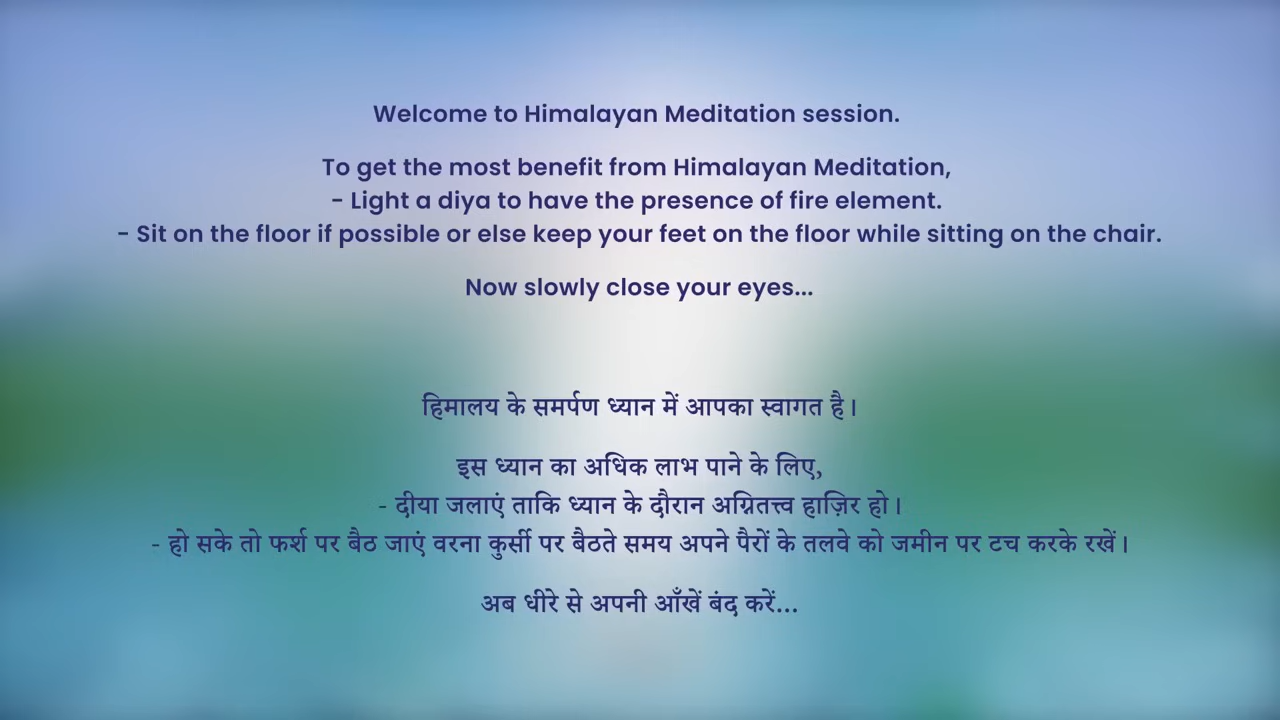 Welcome to Himalayan Meditation session.
To get the most benefit from Himalayan Meditation,
- Light a diya to have the presence of fire element.
- Sit on the floor if possible or else keep your feet on the floor while sitting on the chair.
Now slowly close your eyes...
हिमालय के समर्पण ध्यान में आपका स्वागत है।
इस ध्यान का अधिक लाभ पाने के लिए,
- दीया जलाएं ताकि ध्यान के दौरान अग्नितत्त्व हाज़िर हो।
- हो सके तो फर्श पर बैठ जाएं वरना कुर्सी पर बैठते समय अपने पैरों के तलवे को जमीन पर टच करके रखें।
अब धीरे से अपनी आँखें बंद करें...